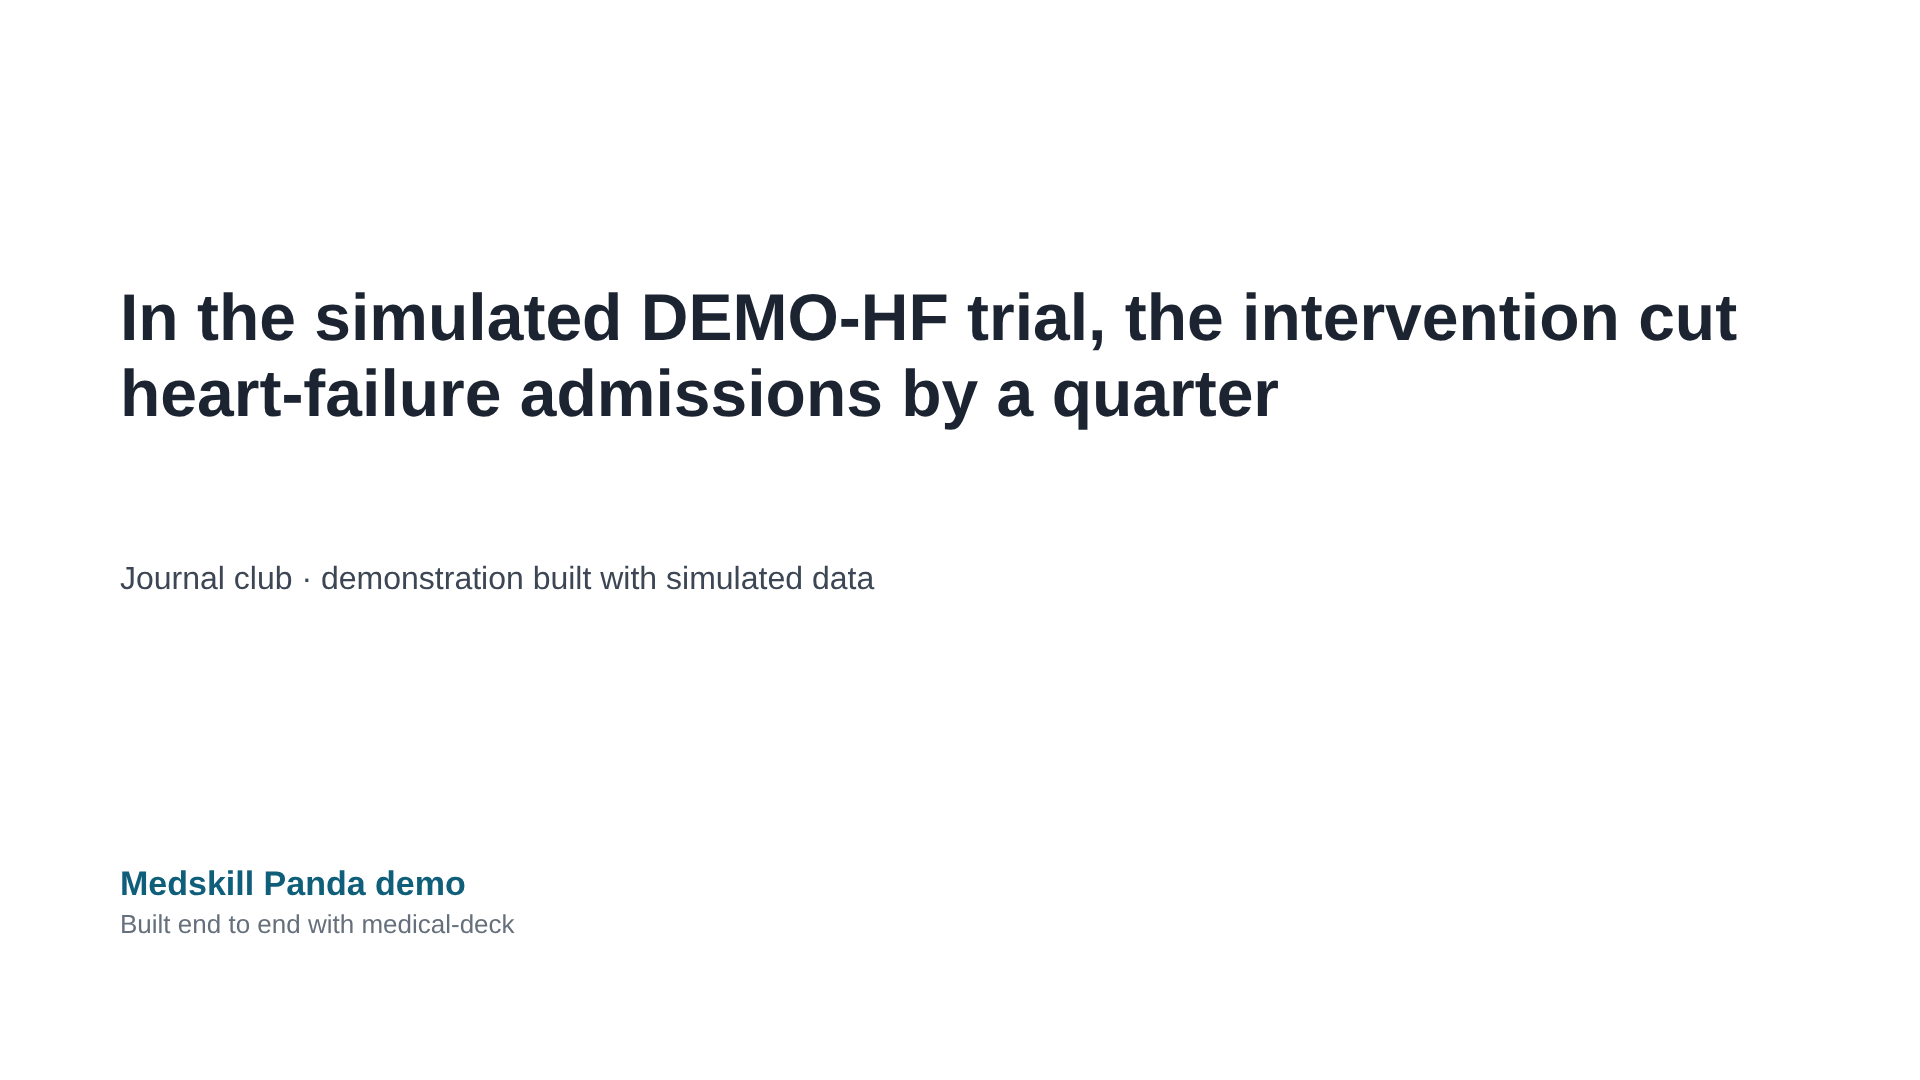 In the simulated DEMO-HF trial, the intervention cut
heart-failure admissions by a quarter
Journal club · demonstration built with simulated data
Medskill Panda demo
Built end to end with medical-deck